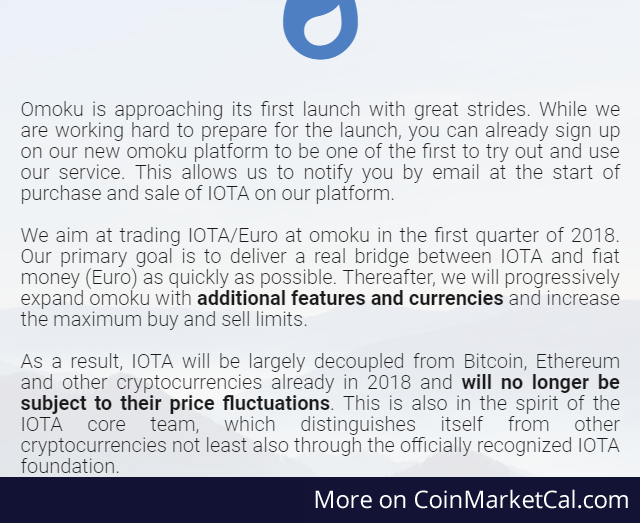 Omoku is approaching its first launch with great strides. While we
are working hard to prepare for the launch, you can already sign up
on our new omoku platform to be one of the first to try out and use
our service. This allows us to notify you by email at the start of
purchase and sale of IOTA on our platform.
We aim at trading IOTA/Euro at omoku in the first quarter of 2018.
Our primary goal is to deliver a real bridge between IOTA and fiat
money (Euro) as quickly as possible. Thereafter, we will progressively
expand omoku with additional features and currencies and increase
the maximum buy and sell limits.
As a result, IOTA will be largely decoupled from Bitcoin, Ethereum
and other cryptocurrencies already in 2018 and will no longer be
subject to their price fluctuations. This is also in the spirit of the
IOTA core team, which distinguishes itself from other
cryptocurrencies not least also through the officially recognized IOTA
foundation.
More on CoinMarketCal.com